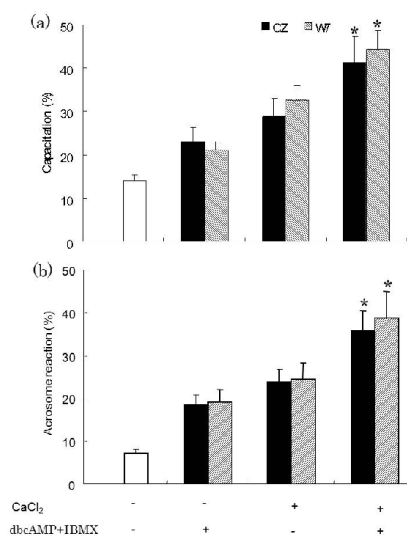 (a)
CZ W7
50
40
30
20
10
0
Capacitation (%)
* *
(b)
50
40
30
20
10
0
Acrosome reaction (%)
* *
CaCl2 - - + +
dbcAMP+IBMX - + - +